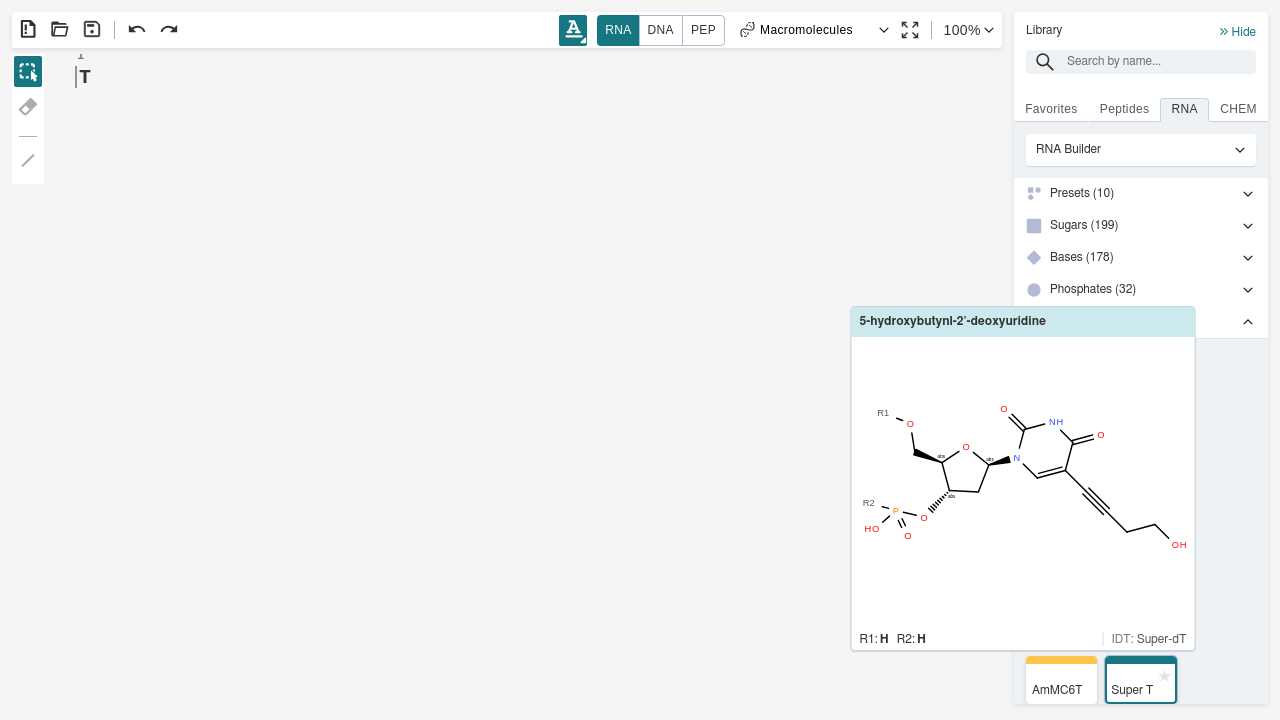 RNA DNA PEP Macromolecules 100%
1
T
Library Hide
Search by name...
Favorites Peptides RNA CHEM
RNA Builder
Presets (10)
Sugars (199)
Bases (178)
Phosphates (32)
5-hydroxybutynl-2'-deoxyuridine
R1 O O NH O
abs O abs N
R2 P O abs
HO O OH
R1: H R2: H IDT: Super-dT
AmMC6T Super T